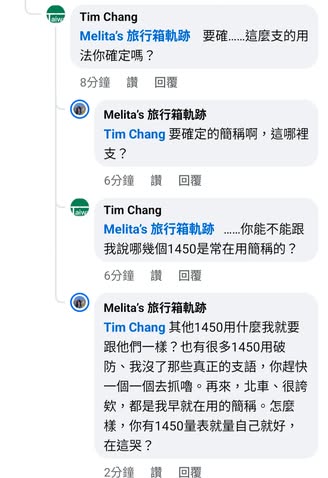 Tim Chang
Melita's 旅行箱軌跡 要確......這麼支的用
法你確定嗎？
8分鐘 讚 回覆
Melita's 旅行箱軌跡
Tim Chang 要確定的簡稱啊，這哪裡
支？
6分鐘 讚 回覆
Tim Chang
Melita's 旅行箱軌跡 ......你能不能跟
我說哪幾個1450是常在用簡稱的？
6分鐘 讚 回覆
Melita's 旅行箱軌跡
Tim Chang 其他1450用什麼我就要
跟他們一樣？也有很多1450用破
防、我沒了那些真正的支語，你趕快
一個一個去抓嚕。再來，北車、很誇
欸，都是我早就在用的簡稱。怎麼
樣，你有1450量表就量自己就好，
在這哭？
2分鐘 讚 回覆